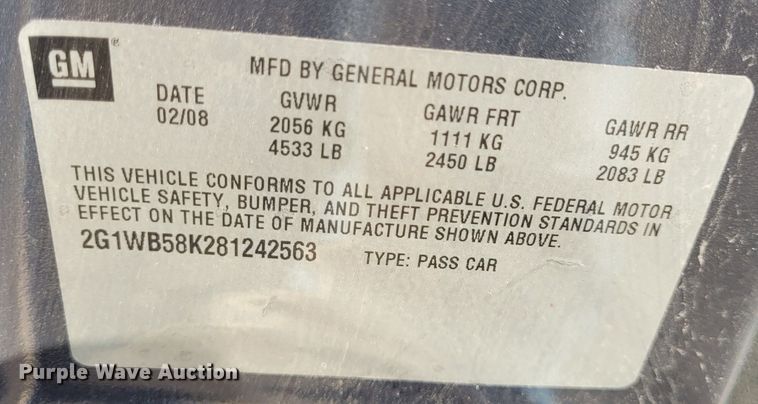 GM
MFD BY GENERAL MOTORS CORP.
DATE GVWR GAWR FRT GAWR RR
02/08 2056 KG 1111 KG 945 KG
4533 LB 2450 LB 2083 LB
THIS VEHICLE CONFORMS TO ALL APPLICABLE U.S. FEDERAL MOTOR
VEHICLE SAFETY, BUMPER, AND THEFT PREVENTION STANDARDS IN
EFFECT ON THE DATE OF MANUFACTURE SHOWN ABOVE.
2G1WB58K281242563 TYPE: PASS CAR
Purple Wave Auction